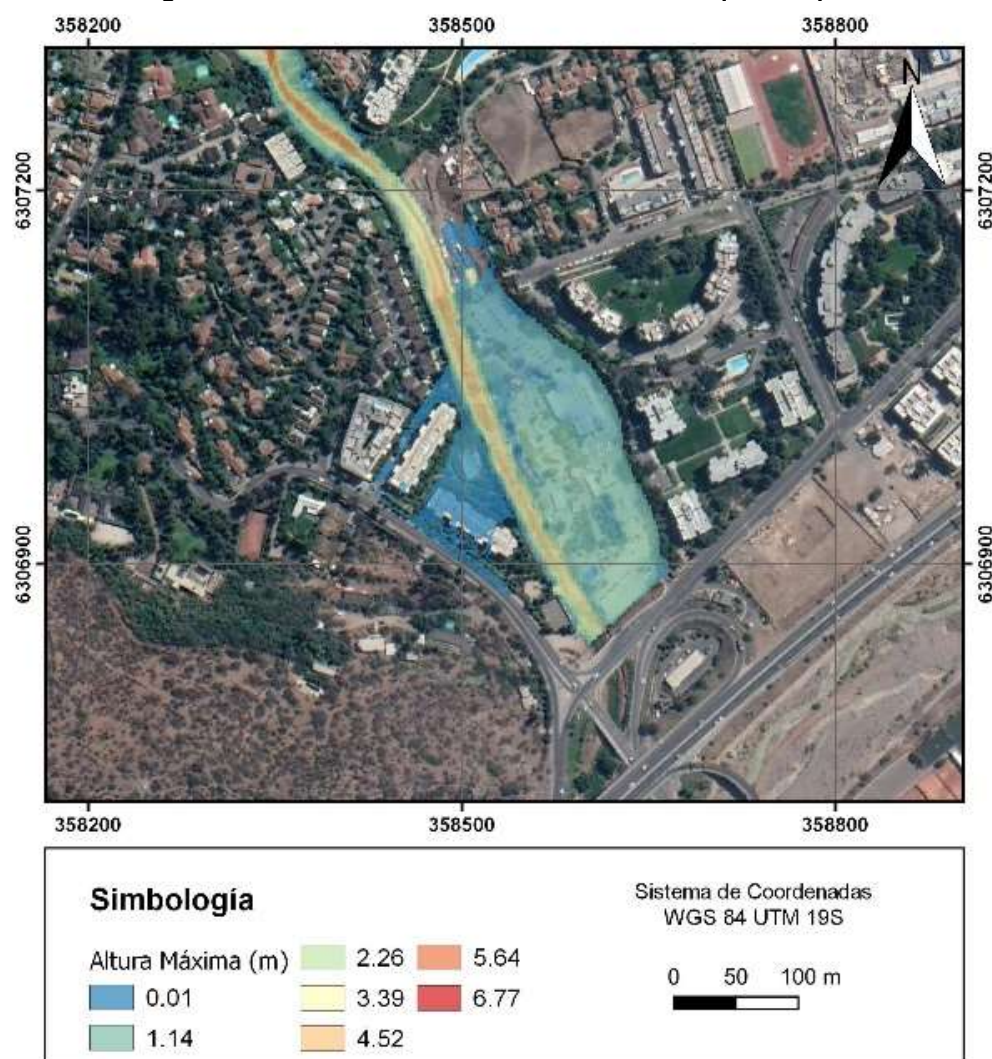 358200 358500 358800
N
6307200 6307200
6306900 6306900
358200 358500 358800
Simbología
Sistema de Coordenadas
WGS 84 UTM 19S
Altura Máxima (m)
2.26 5.64
0.01 3.39 6.77
1.14 4.52
0 50 100 m